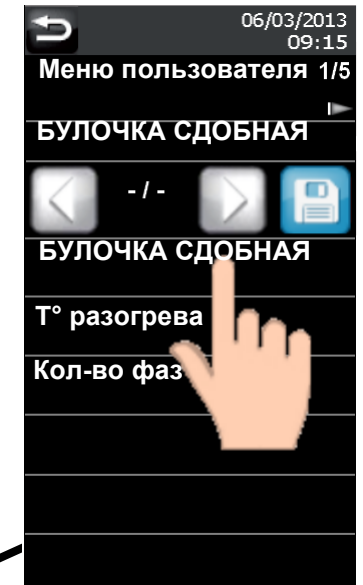 06/03/2013
09:15
Меню пользователя 1/5
БУЛОЧКА СДОБНАЯ
- / -
БУЛОЧКА СДОБНАЯ
T° разогрева
Кол-во фаз